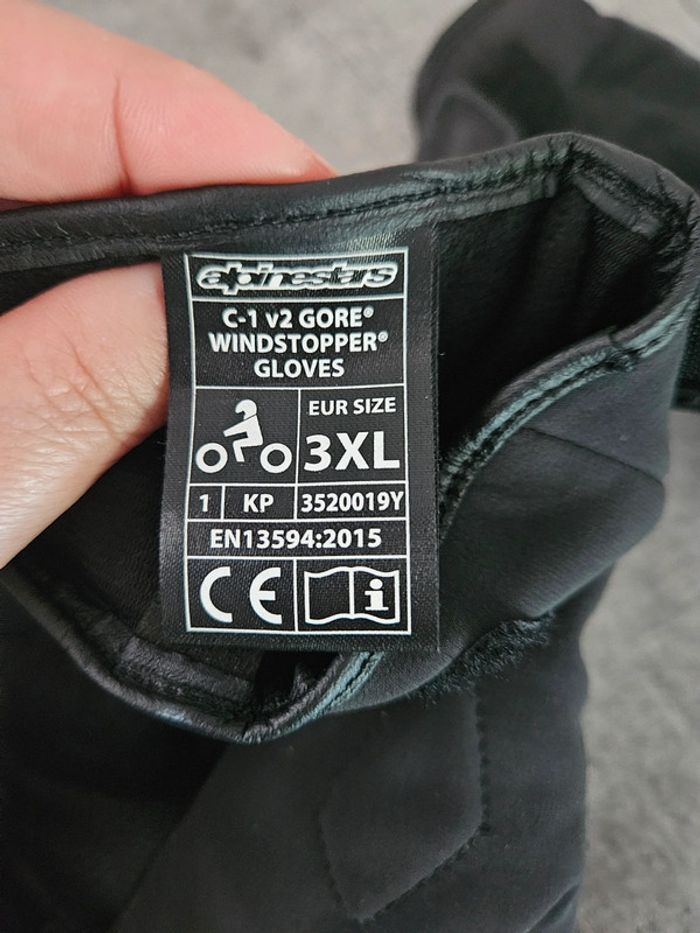 alpinestars
C-1 v2 GORE®
WINDSTOPPER®
GLOVES
EUR SIZE
3XL
1 KP 3520019Y
EN13594:2015
CE i